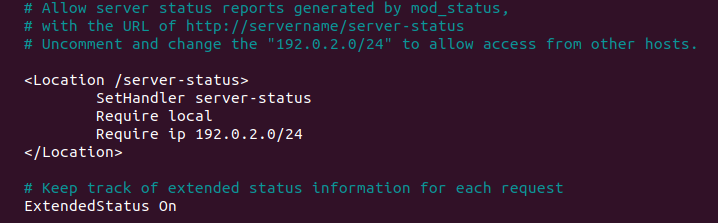 # Allow server status reports generated by mod_status,
# with the URL of http://servername/server-status
# Uncomment and change the "192.0.2.0/24" to allow access from other hosts.
<Location /server-status>
SetHandler server-status
Require local
Require ip 192.0.2.0/24
</Location>
# Keep track of extended status information for each request
ExtendedStatus On